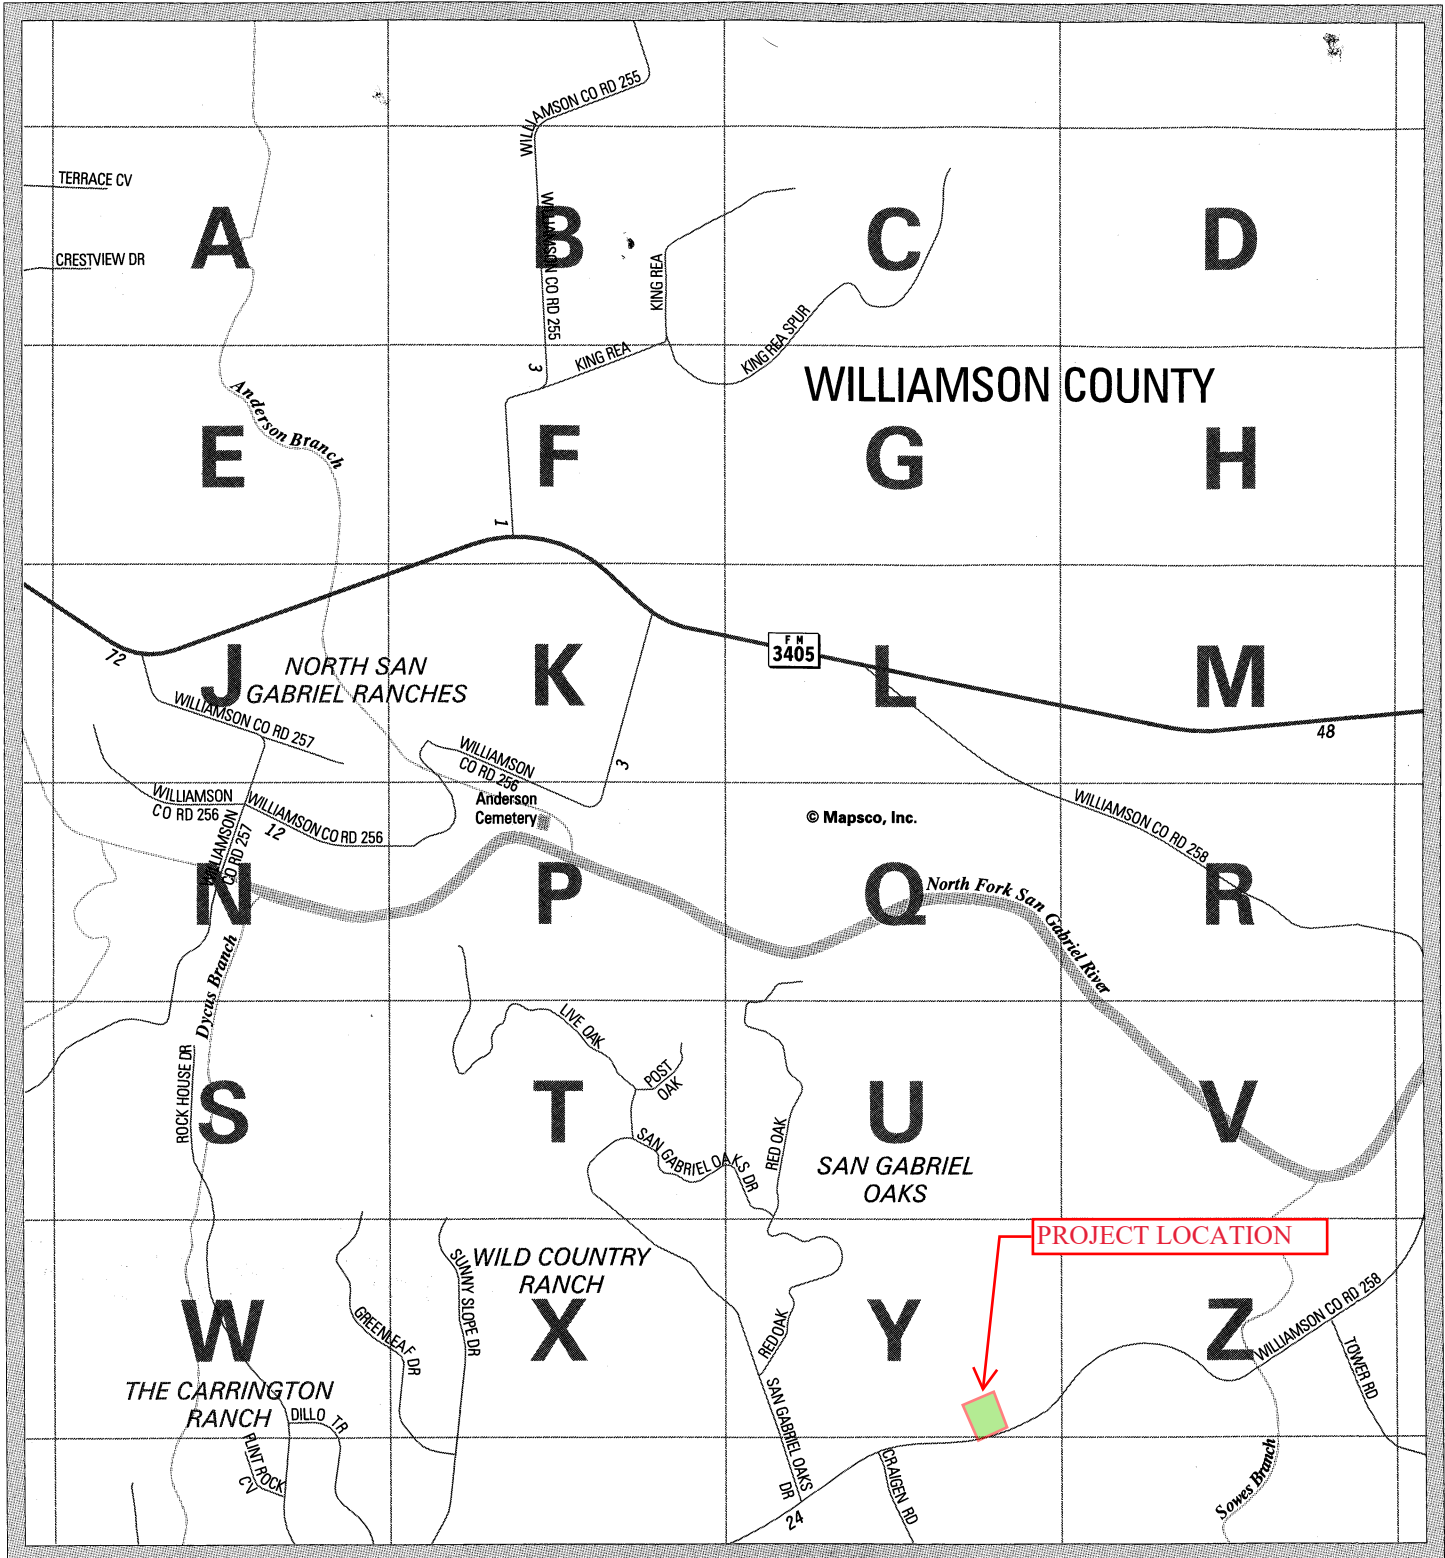 WILLIAMSON CO RD 255
TERRACE CV
CRESTVIEW DR
A
B
C
D
WILLIAMSON CO RD 255
KING REA
KING REA SPUR
3
KING REA
WILLIAMSON COUNTY
Anderson Branch
E
F
G
H
1
72
NORTH SAN
GABRIEL RANCHES
J
K
L
M
FM
3405
48
WILLIAMSON CO RD 257
WILLIAMSON
CO RD 256
3
Anderson
Cemetery
© Mapsco, Inc.
WILLIAMSON
CO RD 256
WILLIAMSON CO RD 256
12
WILLIAMSON
CO RD 257
WILLIAMSON CO RD 258
N
P
Q
R
North Fork San Gabriel River
Dycus Branch
LIVE OAK
POST
OAK
ROCK HOUSE DR
S
T
U
V
SAN GABRIEL OAKS DR
RED OAK
SAN GABRIEL
OAKS
PROJECT LOCATION
WILD COUNTRY
RANCH
SUNNY SLOPE DR
GREENLEAF DR
W
X
Y
Z
RED OAK
WILLIAMSON CO RD 258
TOWER RD
THE CARRINGTON
RANCH
DILLO TR
FLINT ROCK
CV
SAN GABRIEL OAKS
DR
24
CRAIGEN RD
Sowes Branch